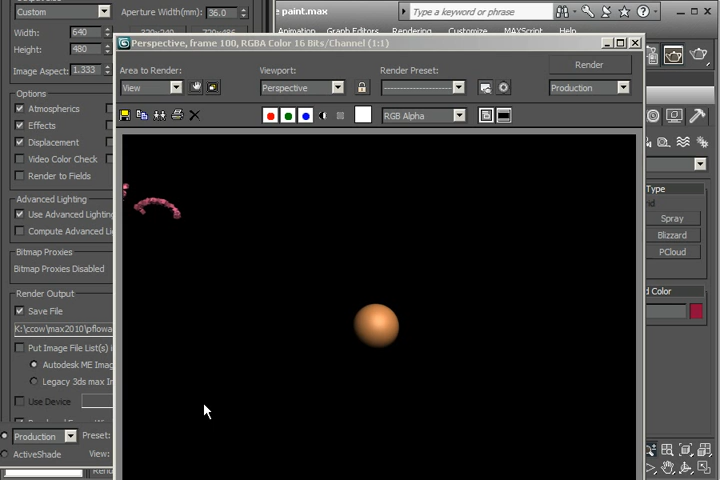 Custom
Aperture Width(mm): 36.0
Width: 640
Height: 480
Image Aspect: 1.333
Options
Atmospherics
Effects
Displacement
Video Color Check
Render to Fields
Advanced Lighting
Use Advanced Lighting
Compute Advanced Li
Bitmap Proxies
Bitmap Proxies Disabled
Render Output
Save File
K:\ccow\max2010\pflowa
Put Image File List(s) i
Autodesk ME Imag
Legacy 3ds max I
Use Device
Production
Preset:
ActiveShade
View:
Rend
e paint.max
Type a keyword or phrase
Animation
Graph Editors
Rendering
Customize
MAXScript
Help
Perspective, frame 100, RGBA Color 16 Bits/Channel (1:1)
Area to Render:
Viewport:
Render Preset:
Render
View
Perspective
Production
RGB Alpha
Type
Spray
Blizzard
PCloud
d Color